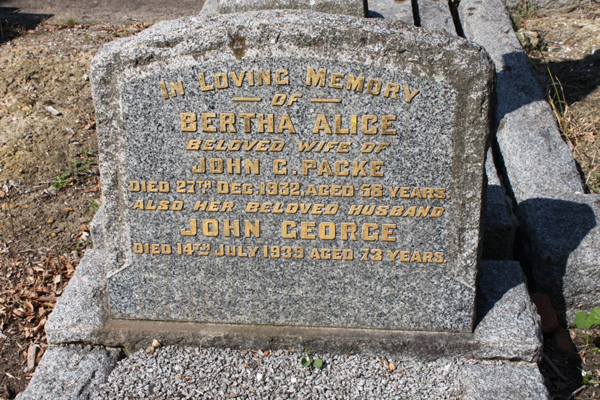 IN LOVING MEMORY
OF
BERTHA ALICE
BELOVED WIFE OF
JOHN G. PACKE
DIED 27TH DEC. 1932, AGED 58 YEARS
ALSO HER BELOVED HUSBAND
JOHN GEORGE
DIED 14TH JULY 1939 AGED 73 YEARS.